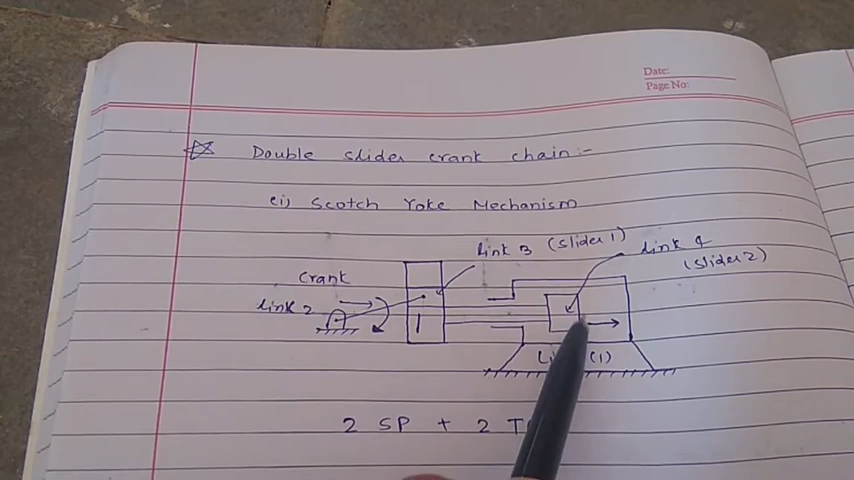 Date:
Page No:
Double slider crank chain:-
(i) Scotch Yoke Mechanism
link 3 (slider 1)
link 4
(slider 2)
crank
link 2
(1)
2 SP + 2